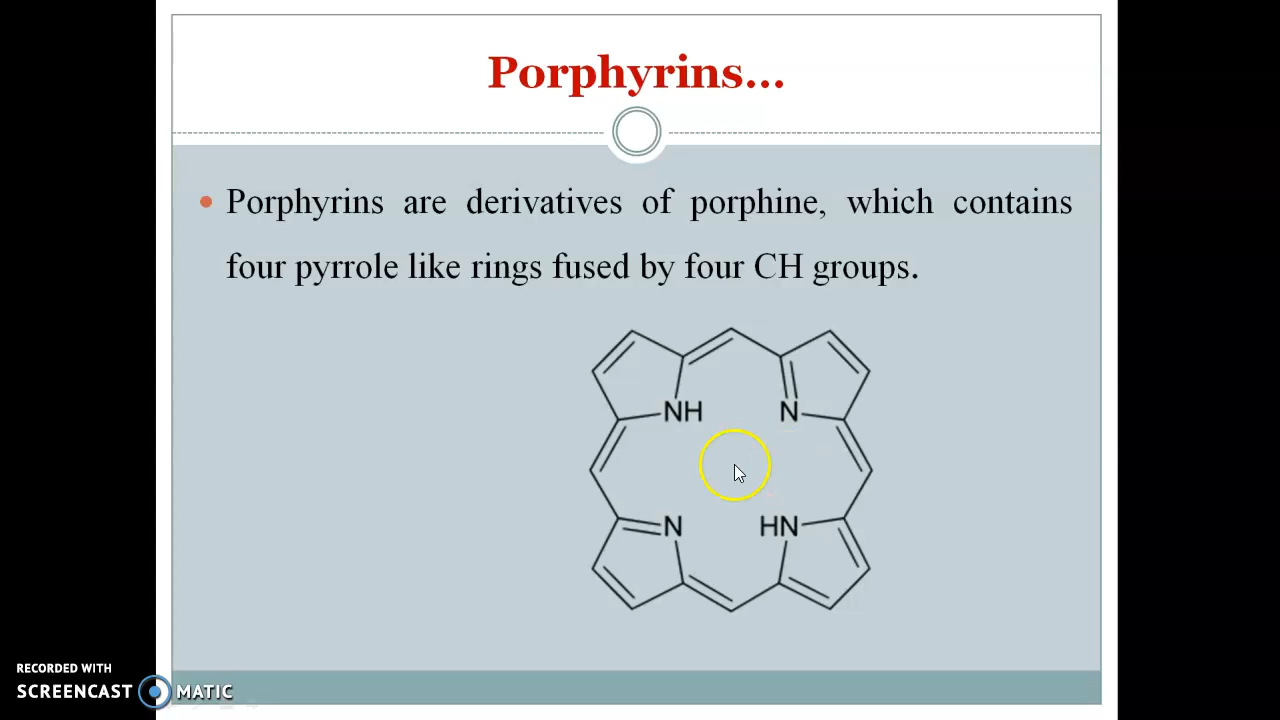 Porphyrins...
Porphyrins are derivatives of porphine, which contains
four pyrrole like rings fused by four CH groups.
NH N
N HN
RECORDED WITH
SCREENCAST MATIC